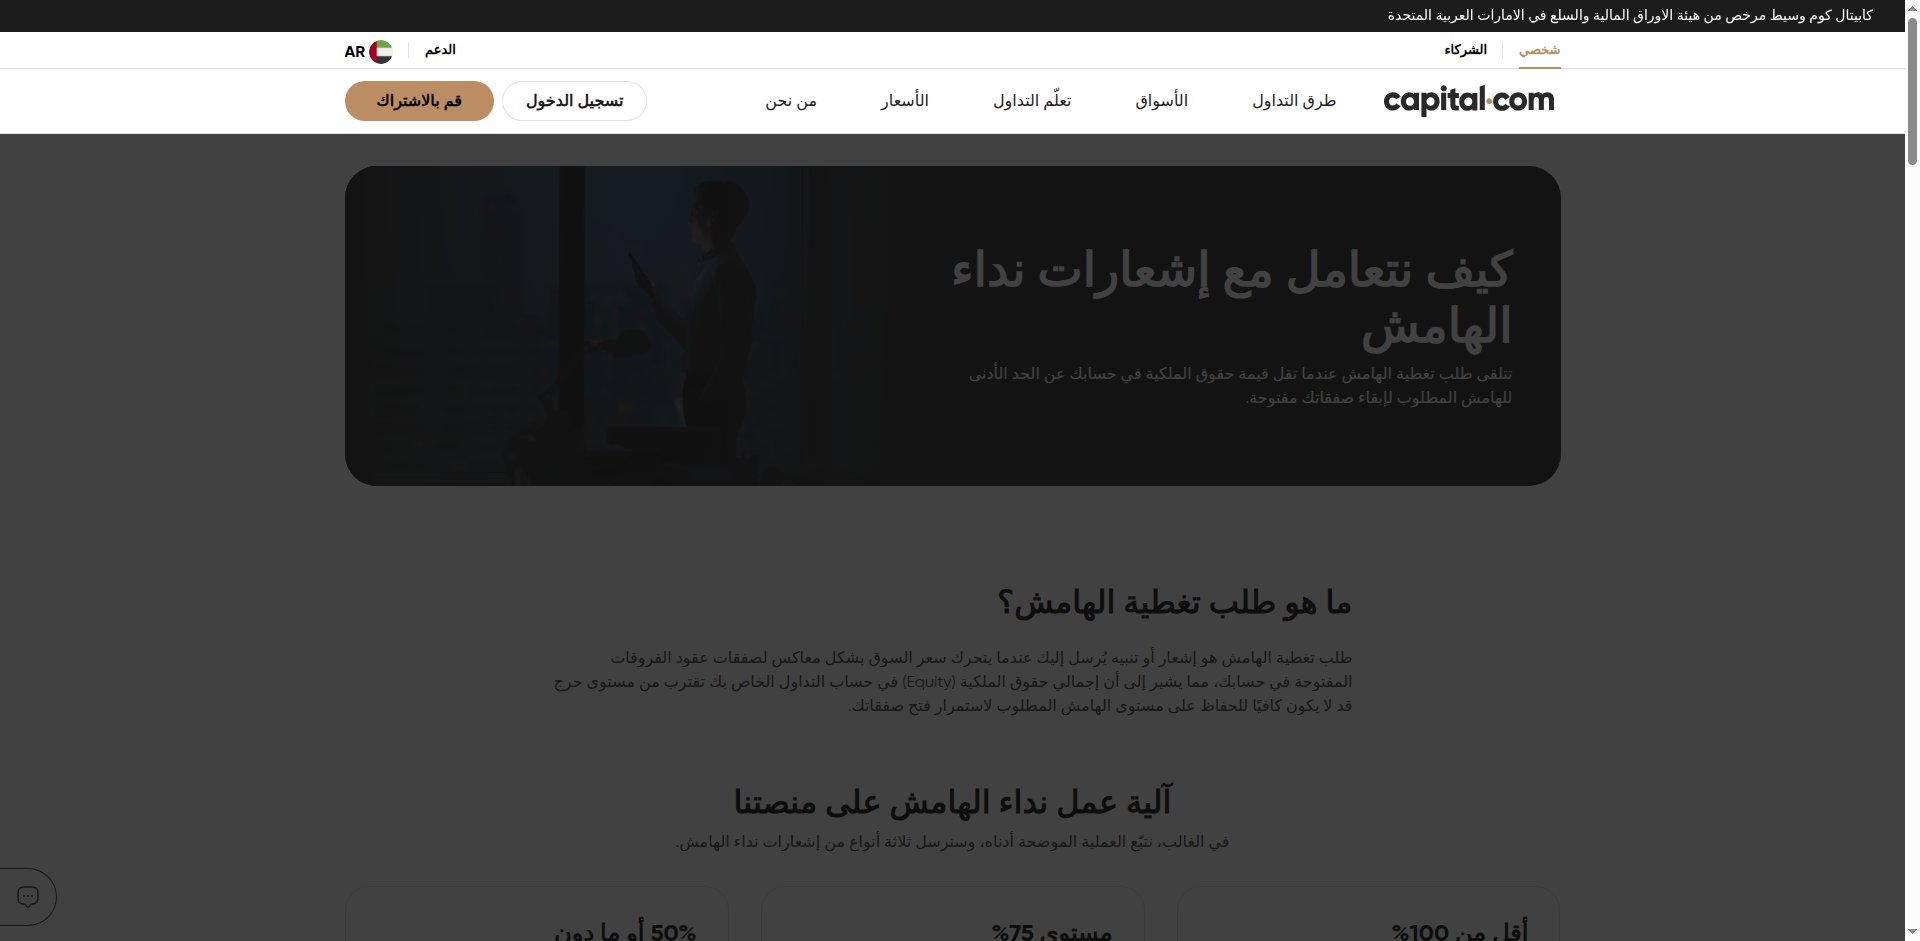 كابيتال كوم وسيط مرخص من هيئة الاوراق المالية والسلع في الامارات العربية المتحدة
شخصي
الشركاء
الدعم
AR
capital.com
طرق التداول
الأسواق
تعلّم التداول
الأسعار
من نحن
تسجيل الدخول
قم بالاشتراك
كيف نتعامل مع إشعارات نداء
الهامش
تتلقى طلب تغطية الهامش عندما تقل قيمة حقوق الملكية في حسابك عن الحد الأدنى
للهامش المطلوب لإبقاء صفقاتك مفتوحة.
ما هو طلب تغطية الهامش؟
طلب تغطية الهامش هو إشعار أو تنبيه يُرسل إليك عندما يتحرك سعر السوق بشكل معاكس لصفقات عقود الفروقات
المفتوحة في حسابك، مما يشير إلى أن إجمالي حقوق الملكية (Equity) في حساب التداول الخاص بك تقترب من مستوى حرج
قد لا يكون كافيًا للحفاظ على مستوى الهامش المطلوب لاستمرار فتح صفقاتك.
آلية عمل نداء الهامش على منصتنا
في الغالب، نتبّع العملية الموضحة أدناه، وسنرسل ثلاثة أنواع من إشعارات نداء الهامش.
أقل من 100%
مستوى 75%
50% أو ما دون